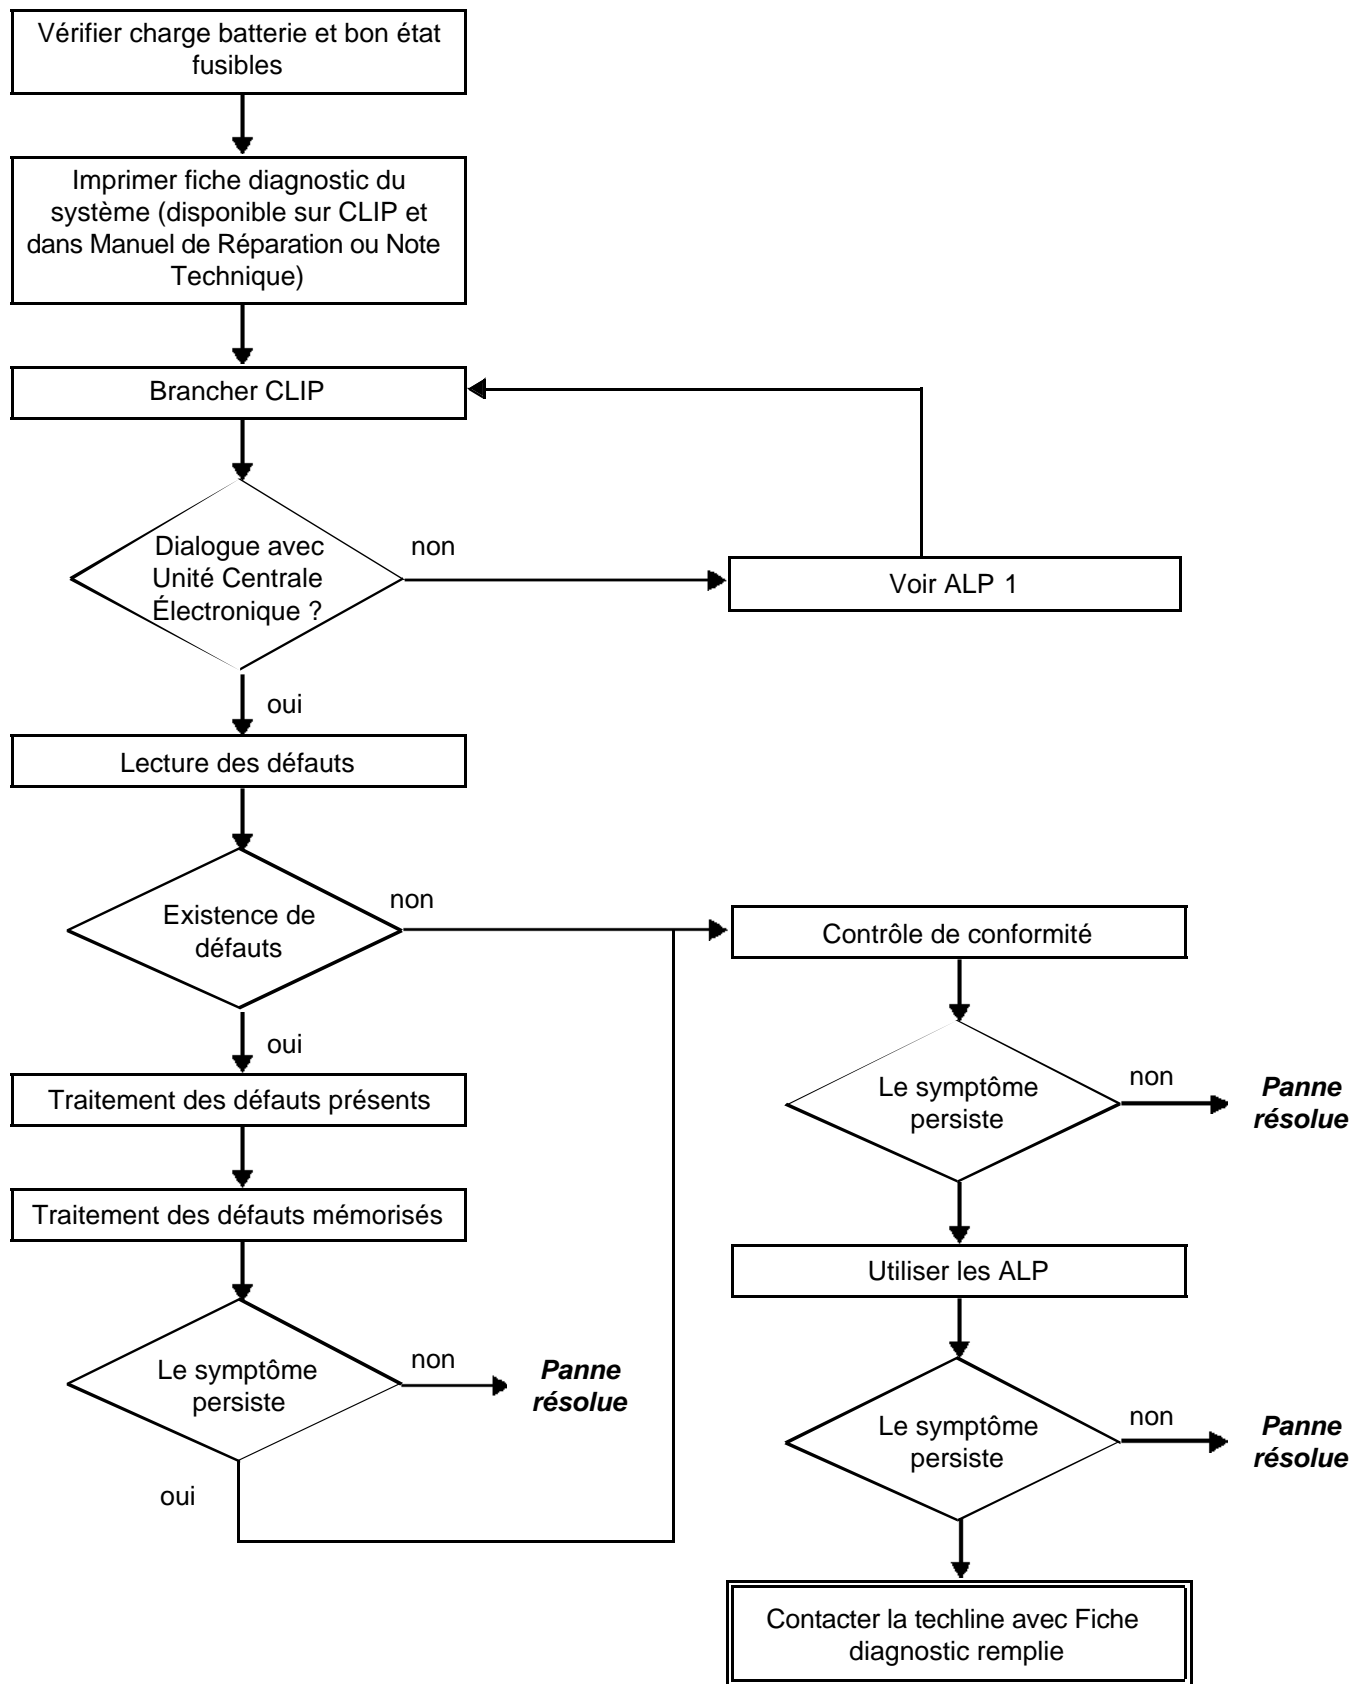 Vérifier charge batterie et bon état
fusibles
Imprimer fiche diagnostic du
système (disponible sur CLIP et
dans Manuel de Réparation ou Note
Technique)
Brancher CLIP
Dialogue avec
Unité Centrale
Électronique ?
non
Voir ALP 1
oui
Lecture des défauts
Existence de
défauts
non
Contrôle de conformité
oui
Traitement des défauts présents
Le symptôme
persiste
non
Panne
résolue
Traitement des défauts mémorisés
Utiliser les ALP
Le symptôme
persiste
non
Panne
résolue
oui
Le symptôme
persiste
non
Panne
résolue
Contacter la techline avec Fiche
diagnostic remplie